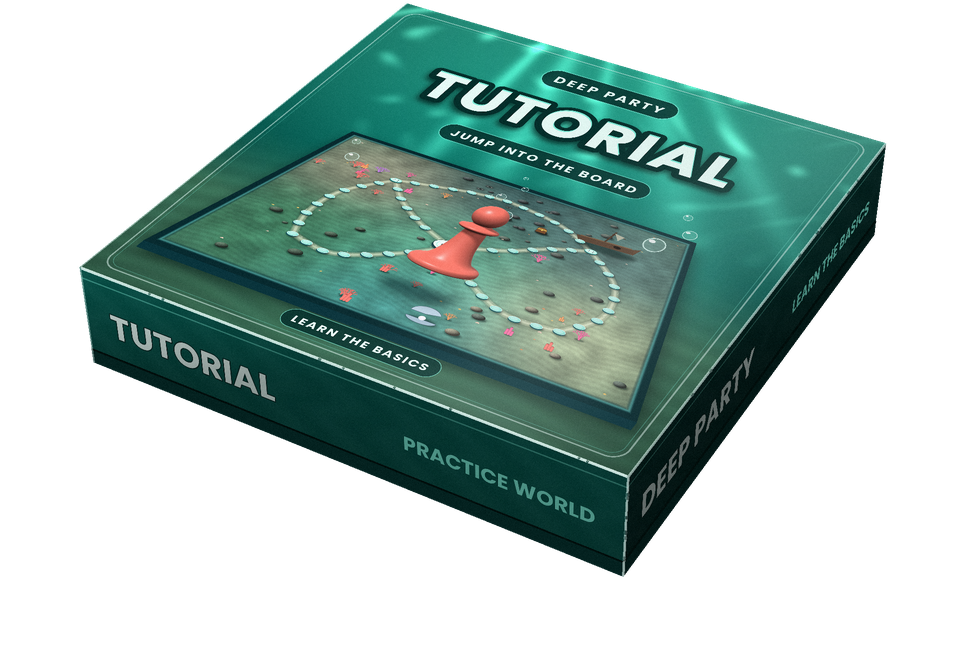 DEEP PARTY
TUTORIAL
JUMP INTO THE BOARD
LEARN THE BASICS
TUTORIAL
PRACTICE WORLD
DEEP PARTY
LEARN THE BASICS